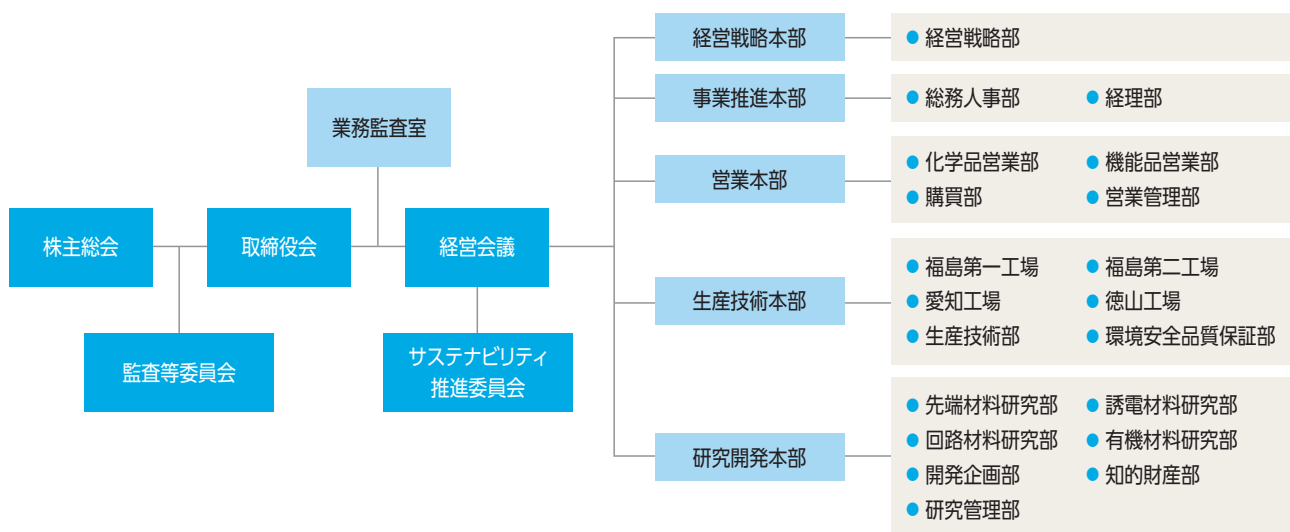 経営戦略本部
● 経営戦略部
事業推進本部
● 総務人事部 ● 経理部
業務監査室
営業本部
● 化学品営業部 ● 機能品営業部
● 購買部 ● 営業管理部
株主総会
取締役会
経営会議
生産技術本部
● 福島第一工場 ● 福島第二工場
● 愛知工場 ● 徳山工場
● 生産技術部 ● 環境安全品質保証部
監査等委員会
サステナビリティ
推進委員会
研究開発本部
● 先端材料研究部 ● 誘電材料研究部
● 回路材料研究部 ● 有機材料研究部
● 開発企画部 ● 知的財産部
● 研究管理部